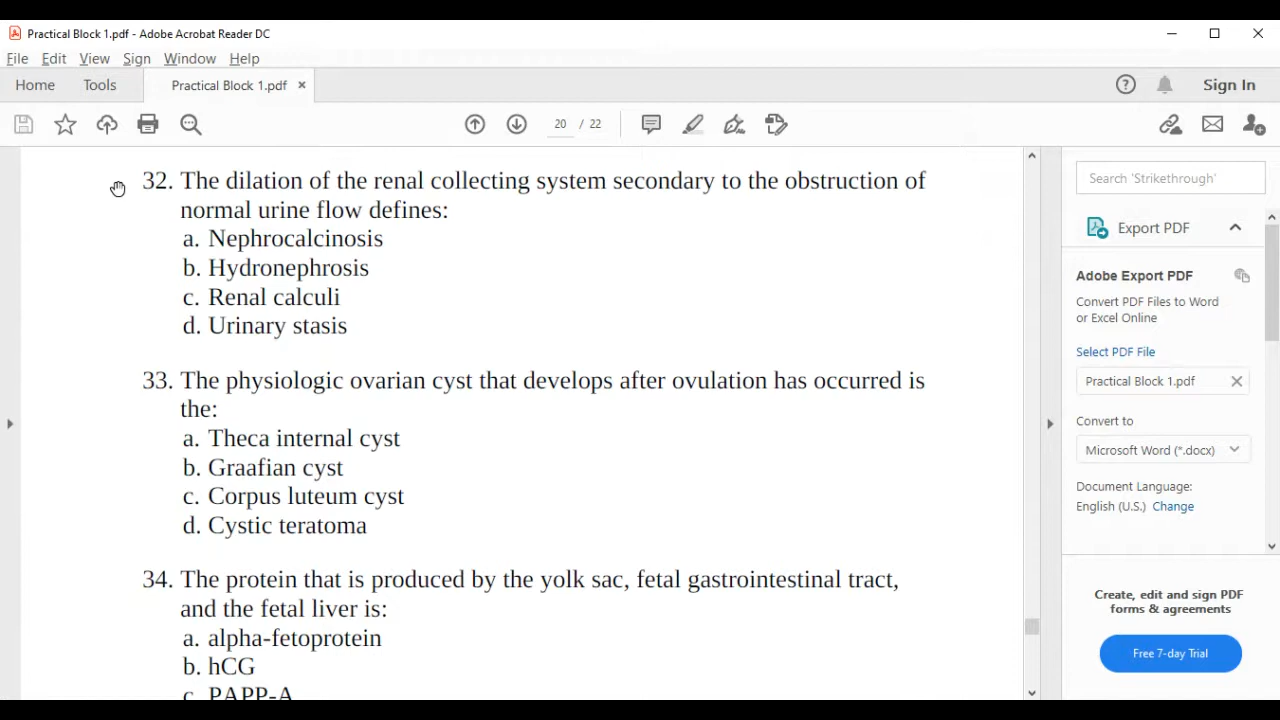 Practical Block 1.pdf - Adobe Acrobat Reader DC
File Edit View Sign Window Help
Home Tools Practical Block 1.pdf × Sign In
20 / 22
32. The dilation of the renal collecting system secondary to the obstruction of
normal urine flow defines:
a. Nephrocalcinosis
b. Hydronephrosis
c. Renal calculi
d. Urinary stasis
33. The physiologic ovarian cyst that develops after ovulation has occurred is
the:
a. Theca internal cyst
b. Graafian cyst
c. Corpus luteum cyst
d. Cystic teratoma
34. The protein that is produced by the yolk sac, fetal gastrointestinal tract,
and the fetal liver is:
a. alpha-fetoprotein
b. hCG
c. PAPP-A
Search 'Strikethrough'
Export PDF
Adobe Export PDF
Convert PDF Files to Word
or Excel Online
Select PDF File
Practical Block 1.pdf
Convert to
Microsoft Word (*.docx)
Document Language:
English (U.S.) Change
Create, edit and sign PDF
forms & agreements
Free 7-day Trial